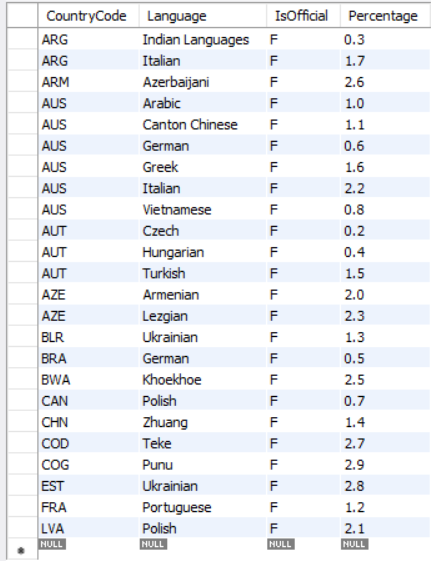 CountryCode Language IsOfficial Percentage
ARG Indian Languages F 0.3
ARG Italian F 1.7
ARM Azerbaijani F 2.6
AUS Arabic F 1.0
AUS Canton Chinese F 1.1
AUS German F 0.6
AUS Greek F 1.6
AUS Italian F 2.2
AUS Vietnamese F 0.8
AUT Czech F 0.2
AUT Hungarian F 0.4
AUT Turkish F 1.5
AZE Armenian F 2.0
AZE Lezgian F 2.3
BLR Ukrainian F 1.3
BRA German F 0.5
BWA Khoekhoe F 2.5
CAN Polish F 0.7
CHN Zhuang F 1.4
COD Teke F 2.7
COG Punu F 2.9
EST Ukrainian F 2.8
FRA Portuguese F 1.2
LVA Polish F 2.1
NULL NULL NULL NULL